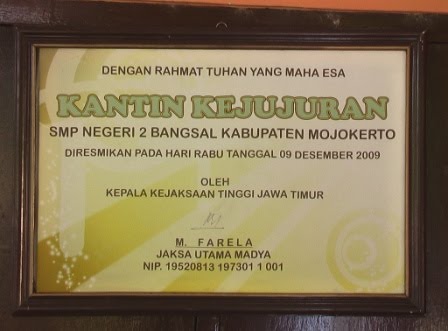 DENGAN RAHMAT TUHAN YANG MAHA ESA
KANTIN KEJUJURAN
SMP NEGERI 2 BANGSAL KABUPATEN MOJOKERTO
DIRESMIKAN PADA HARI RABU TANGGAL 09 DESEMBER 2009
OLEH
KEPALA KEJAKSAAN TINGGI JAWA TIMUR
M. FARELA
JAKSA UTAMA MADYA
NIP. 19520813 197301 1 001